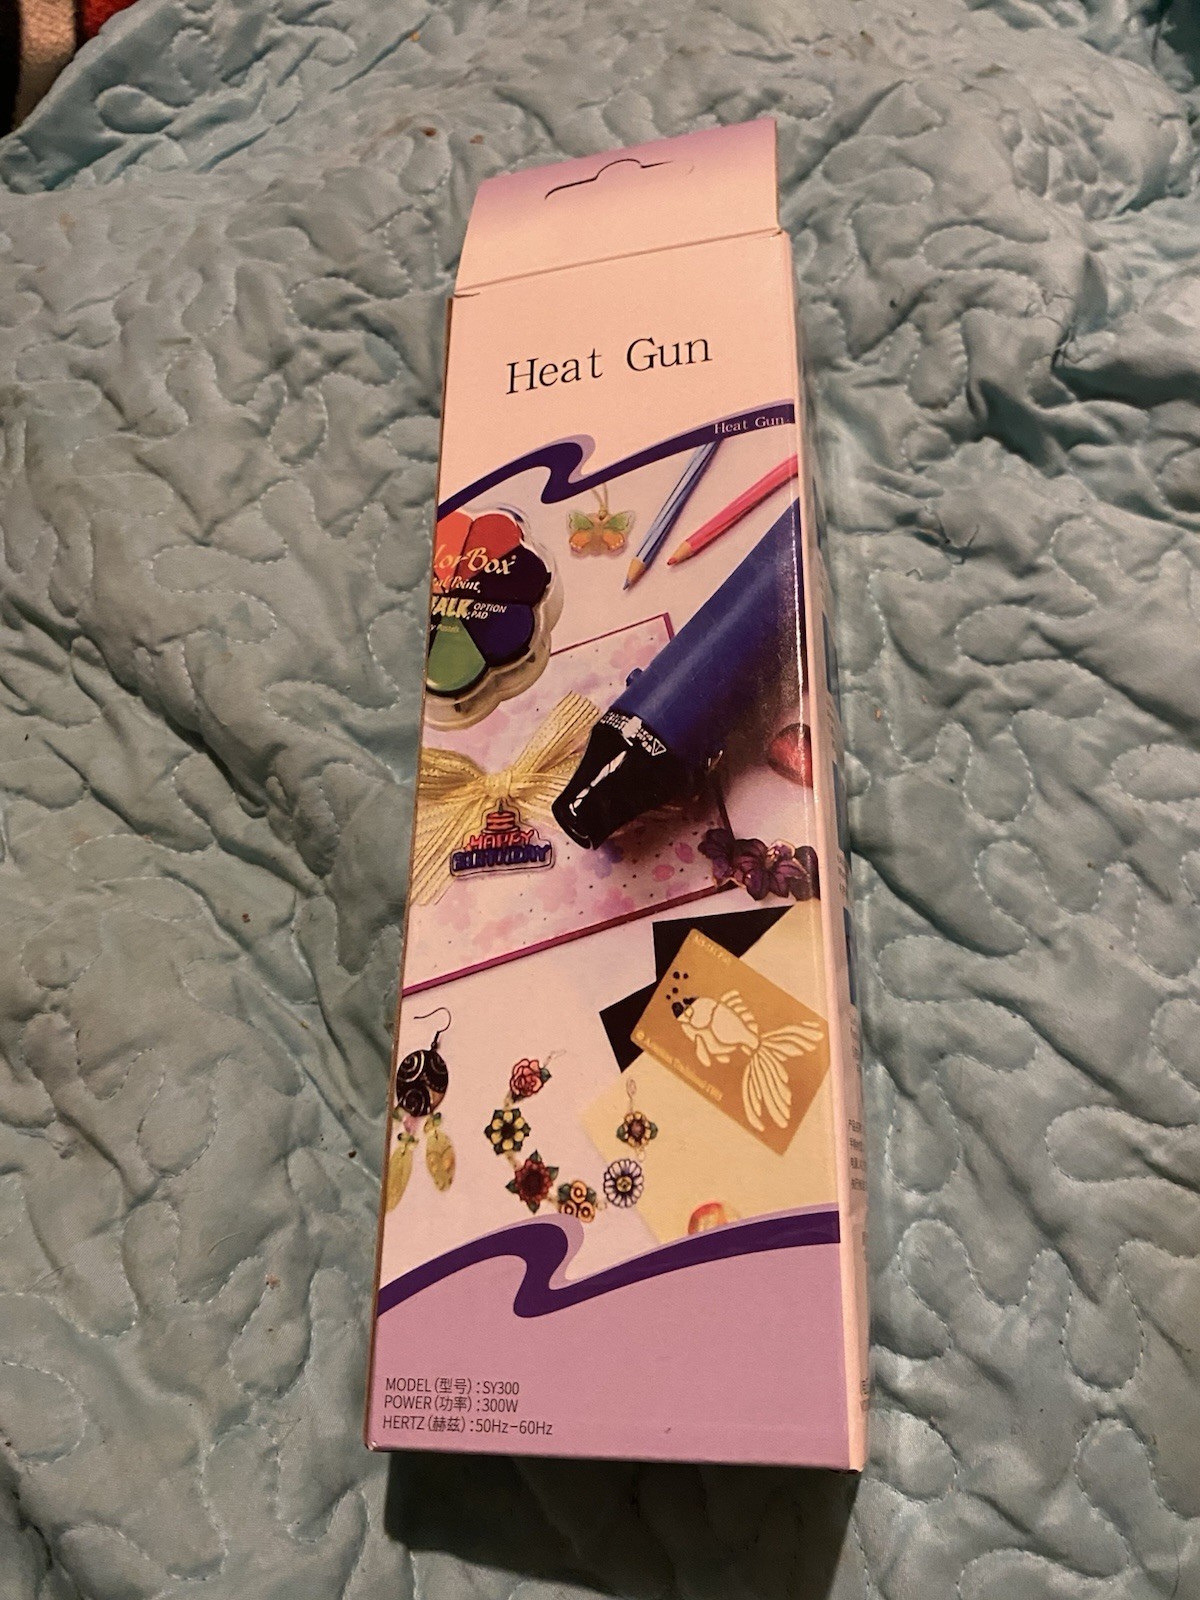 Heat Gun
Heat Gun
lorBox
OPTION
PAD
HAPPY
BIRTHDAY
MODEL(型号):SY300
POWER(功率):300W
HERTZ(赫兹):50Hz-60Hz